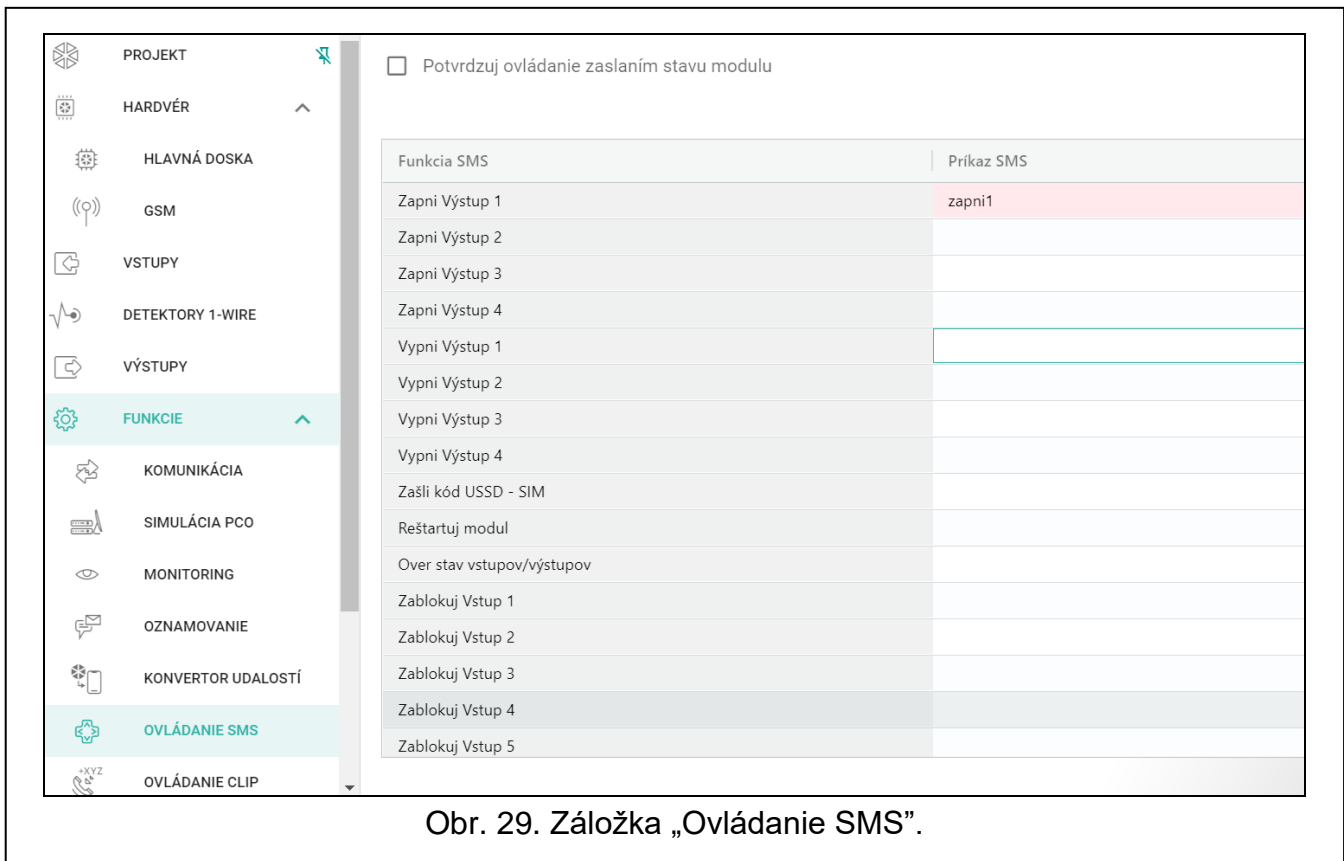 PROJEKT
HARDVÉR
HLAVNÁ DOSKA
GSM
VSTUPY
DETEKTORY 1-WIRE
VÝSTUPY
FUNKCIE
KOMUNIKÁCIA
SIMULÁCIA PCO
MONITORING
OZNAMOVANIE
KONVERTOR UDALOSTÍ
OVLÁDANIE SMS
+XYZ
OVLÁDANIE CLIP
Potvrdzuj ovládanie zaslaním stavu modulu
Funkcia SMS Príkaz SMS
Zapni Výstup 1 zapni1
Zapni Výstup 2
Zapni Výstup 3
Zapni Výstup 4
Vypni Výstup 1
Vypni Výstup 2
Vypni Výstup 3
Vypni Výstup 4
Zašli kód USSD - SIM
Reštartuj modul
Over stav vstupov/výstupov
Zablokuj Vstup 1
Zablokuj Vstup 2
Zablokuj Vstup 3
Zablokuj Vstup 4
Zablokuj Vstup 5
Obr. 29. Záložka „Ovládanie SMS”.